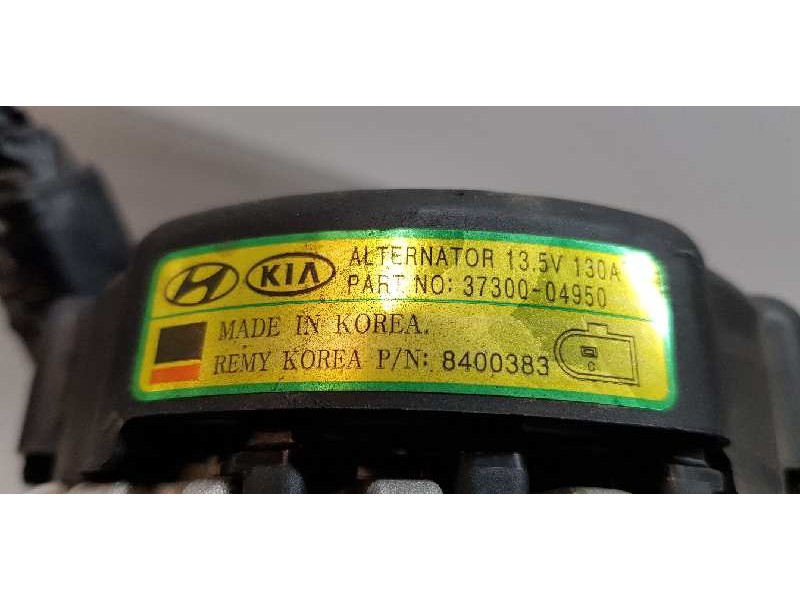 KIA
ALTERNATOR 13.5V 130A
PART NO: 37300-04950
MADE IN KOREA.
REMY KOREA P/N: 8400383
C